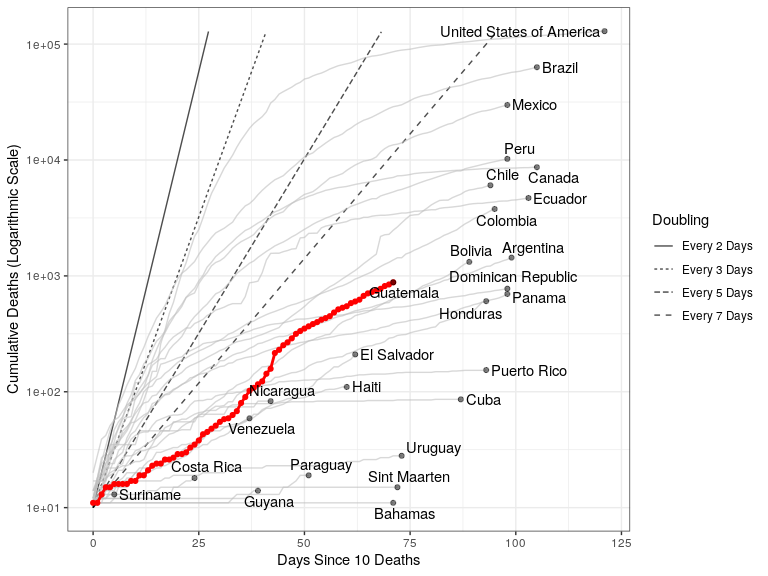 1e+05
1e+04
1e+03
1e+02
1e+01
Cumulative Deaths (Logarithmic Scale)
United States of America
Brazil
Mexico
Peru
Canada
Chile
Ecuador
Colombia
Bolivia
Argentina
Dominican Republic
Guatemala
Panama
Honduras
El Salvador
Puerto Rico
Haiti
Nicaragua
Cuba
Venezuela
Uruguay
Costa Rica
Paraguay
Sint Maarten
Suriname
Guyana
Bahamas
0
25
50
75
100
125
Days Since 10 Deaths
Doubling
Every 2 Days
Every 3 Days
Every 5 Days
Every 7 Days